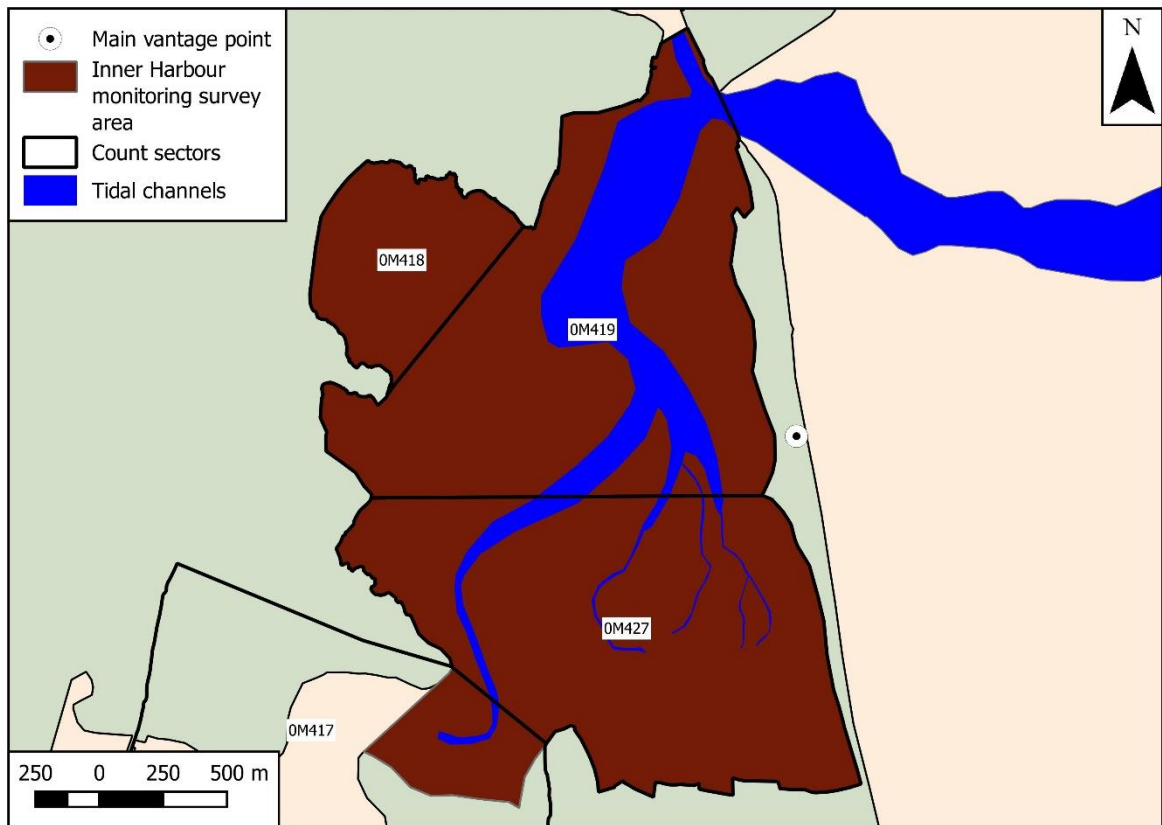 Main vantage point
Inner Harbour
monitoring survey
area
Count sectors
Tidal channels
N
0M418
0M419
0M427
0M417
250 0 250 500 m